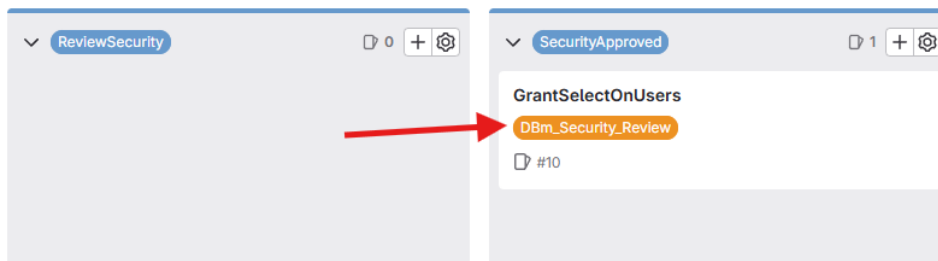 ReviewSecurity
0
SecurityApproved
1
GrantSelectOnUsers
DBm_Security_Review
#10